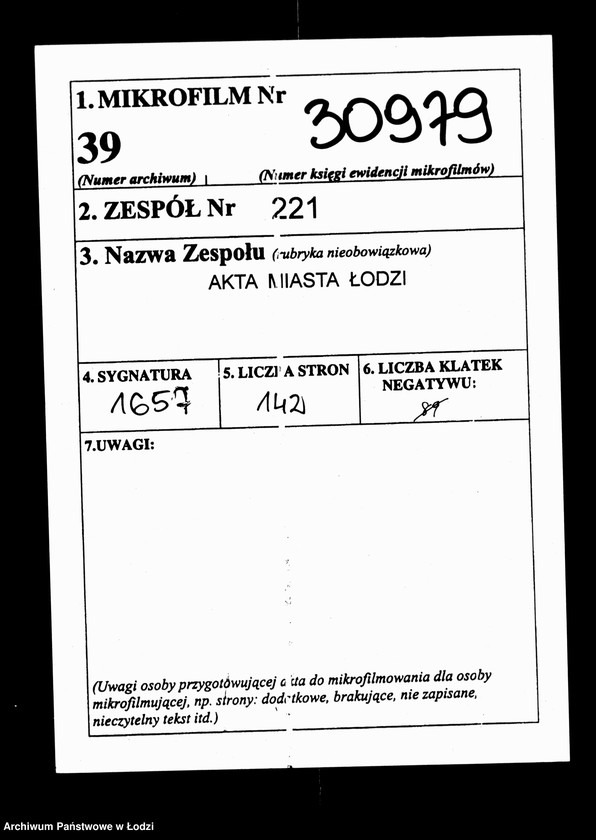 1. MIKROFILM Nr
30979
39
(Numer archiwum) (Numer księgi ewidencji mikrofilmów)
2. ZESPÓŁ Nr 221
3. Nazwa Zespołu (rubryka nieobowiązkowa)
AKTA MIASTA ŁODZI
4. SYGNATURA
1657
5. LICZBA STRON
142
6. LICZBA KLATEK
NEGATYWU:
89
7.UWAGI:
(Uwagi osoby przygotówującej akta do mikrofilmowania dla osoby
mikrofilmującej, np. strony: dodatkowe, brakujące, nie zapisane,
nieczytelny tekst itd.)
Archiwum Państwowe w Łodzi